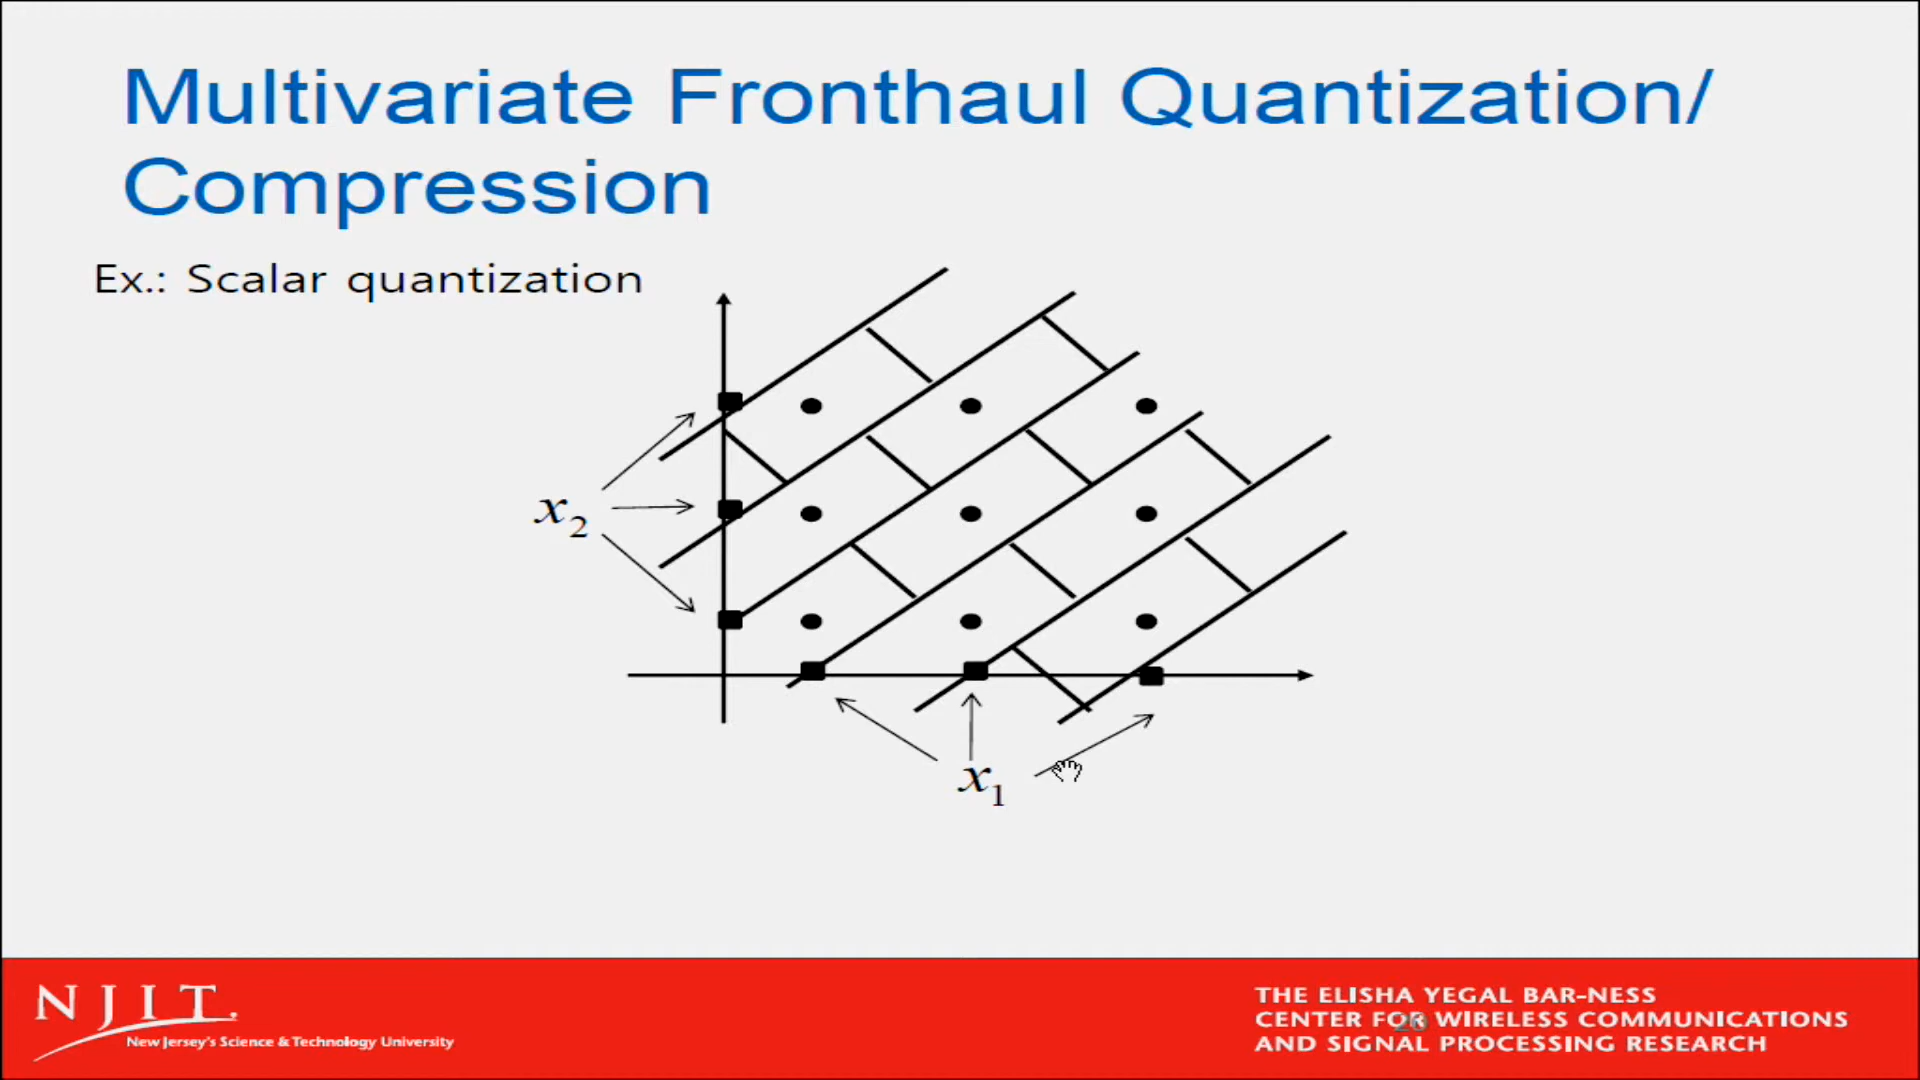 Multivariate Fronthaul Quantization/
Compression
Ex.: Scalar quantization
x2
x1
NJIT.
New Jersey's Science & Technology University
THE ELISHA YEGAL BAR-NESS
CENTER FOR WIRELESS COMMUNICATIONS
AND SIGNAL PROCESSING RESEARCH